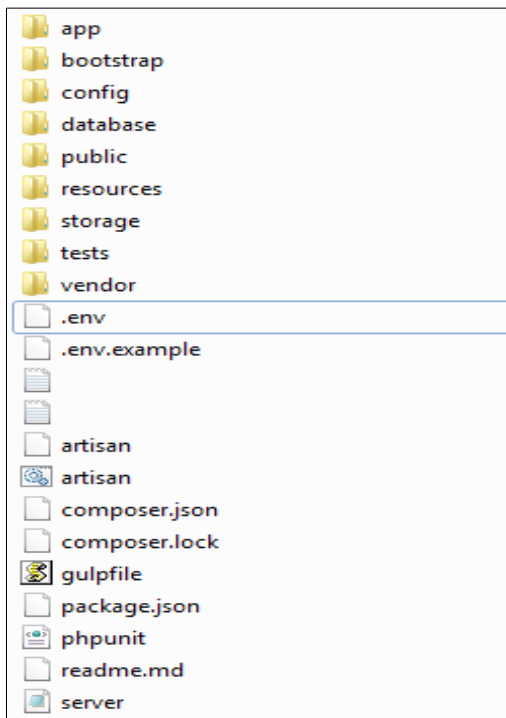 app
bootstrap
config
database
public
resources
storage
tests
vendor
.env
.env.example
artisan
artisan
composer.json
composer.lock
gulpfile
package.json
phpunit
readme.md
server